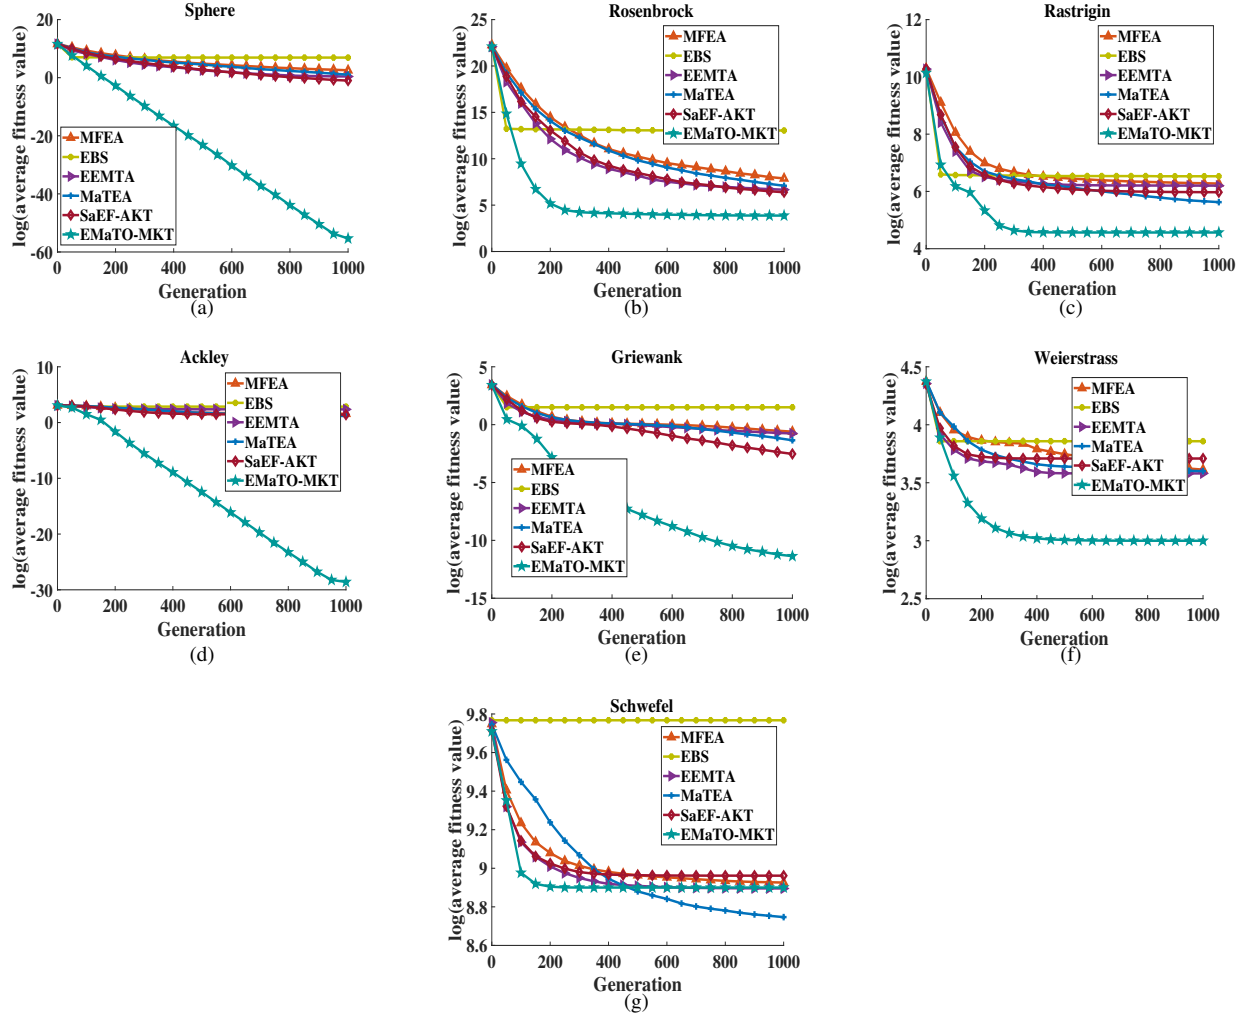 Sphere
log(average fitness value)
20
0
-20
-40
-60
MFEA
EBS
EEMTA
MaTEA
SaEF-AKT
EMaTO-MKT
0 200 400 600 800 1000
Generation
(a)
Rosenbrock
log(average fitness value)
25
20
15
10
5
0
MFEA
EBS
EEMTA
MaTEA
SaEF-AKT
EMaTO-MKT
0 200 400 600 800 1000
Generation
(b)
Rastrigin
log(average fitness value)
12
10
8
6
4
MFEA
EBS
EEMTA
MaTEA
SaEF-AKT
EMaTO-MKT
0 200 400 600 800 1000
Generation
(c)
Ackley
log(average fitness value)
10
0
-10
-20
-30
MFEA
EBS
EEMTA
MaTEA
SaEF-AKT
EMaTO-MKT
0 200 400 600 800 1000
Generation
(d)
Griewank
log(average fitness value)
5
0
-5
-10
-15
MFEA
EBS
EEMTA
MaTEA
SaEF-AKT
EMaTO-MKT
0 200 400 600 800 1000
Generation
(e)
Weierstrass
log(average fitness value)
4.5
4
3.5
3
2.5
MFEA
EBS
EEMTA
MaTEA
SaEF-AKT
EMaTO-MKT
0 200 400 600 800 1000
Generation
(f)
Schwefel
log(average fitness value)
9.8
9.6
9.4
9.2
9
8.8
8.6
MFEA
EBS
EEMTA
MaTEA
SaEF-AKT
EMaTO-MKT
0 200 400 600 800 1000
Generation
(g)